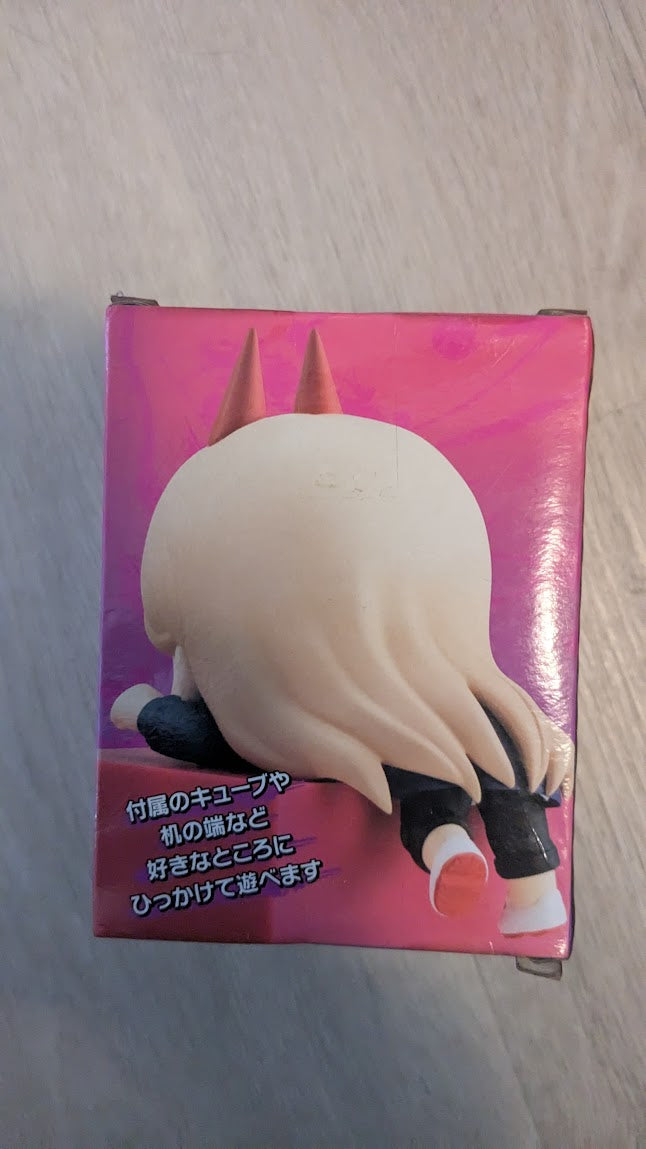 付属のキューブや
机の端など
好きなところに
ひっかけて遊べます